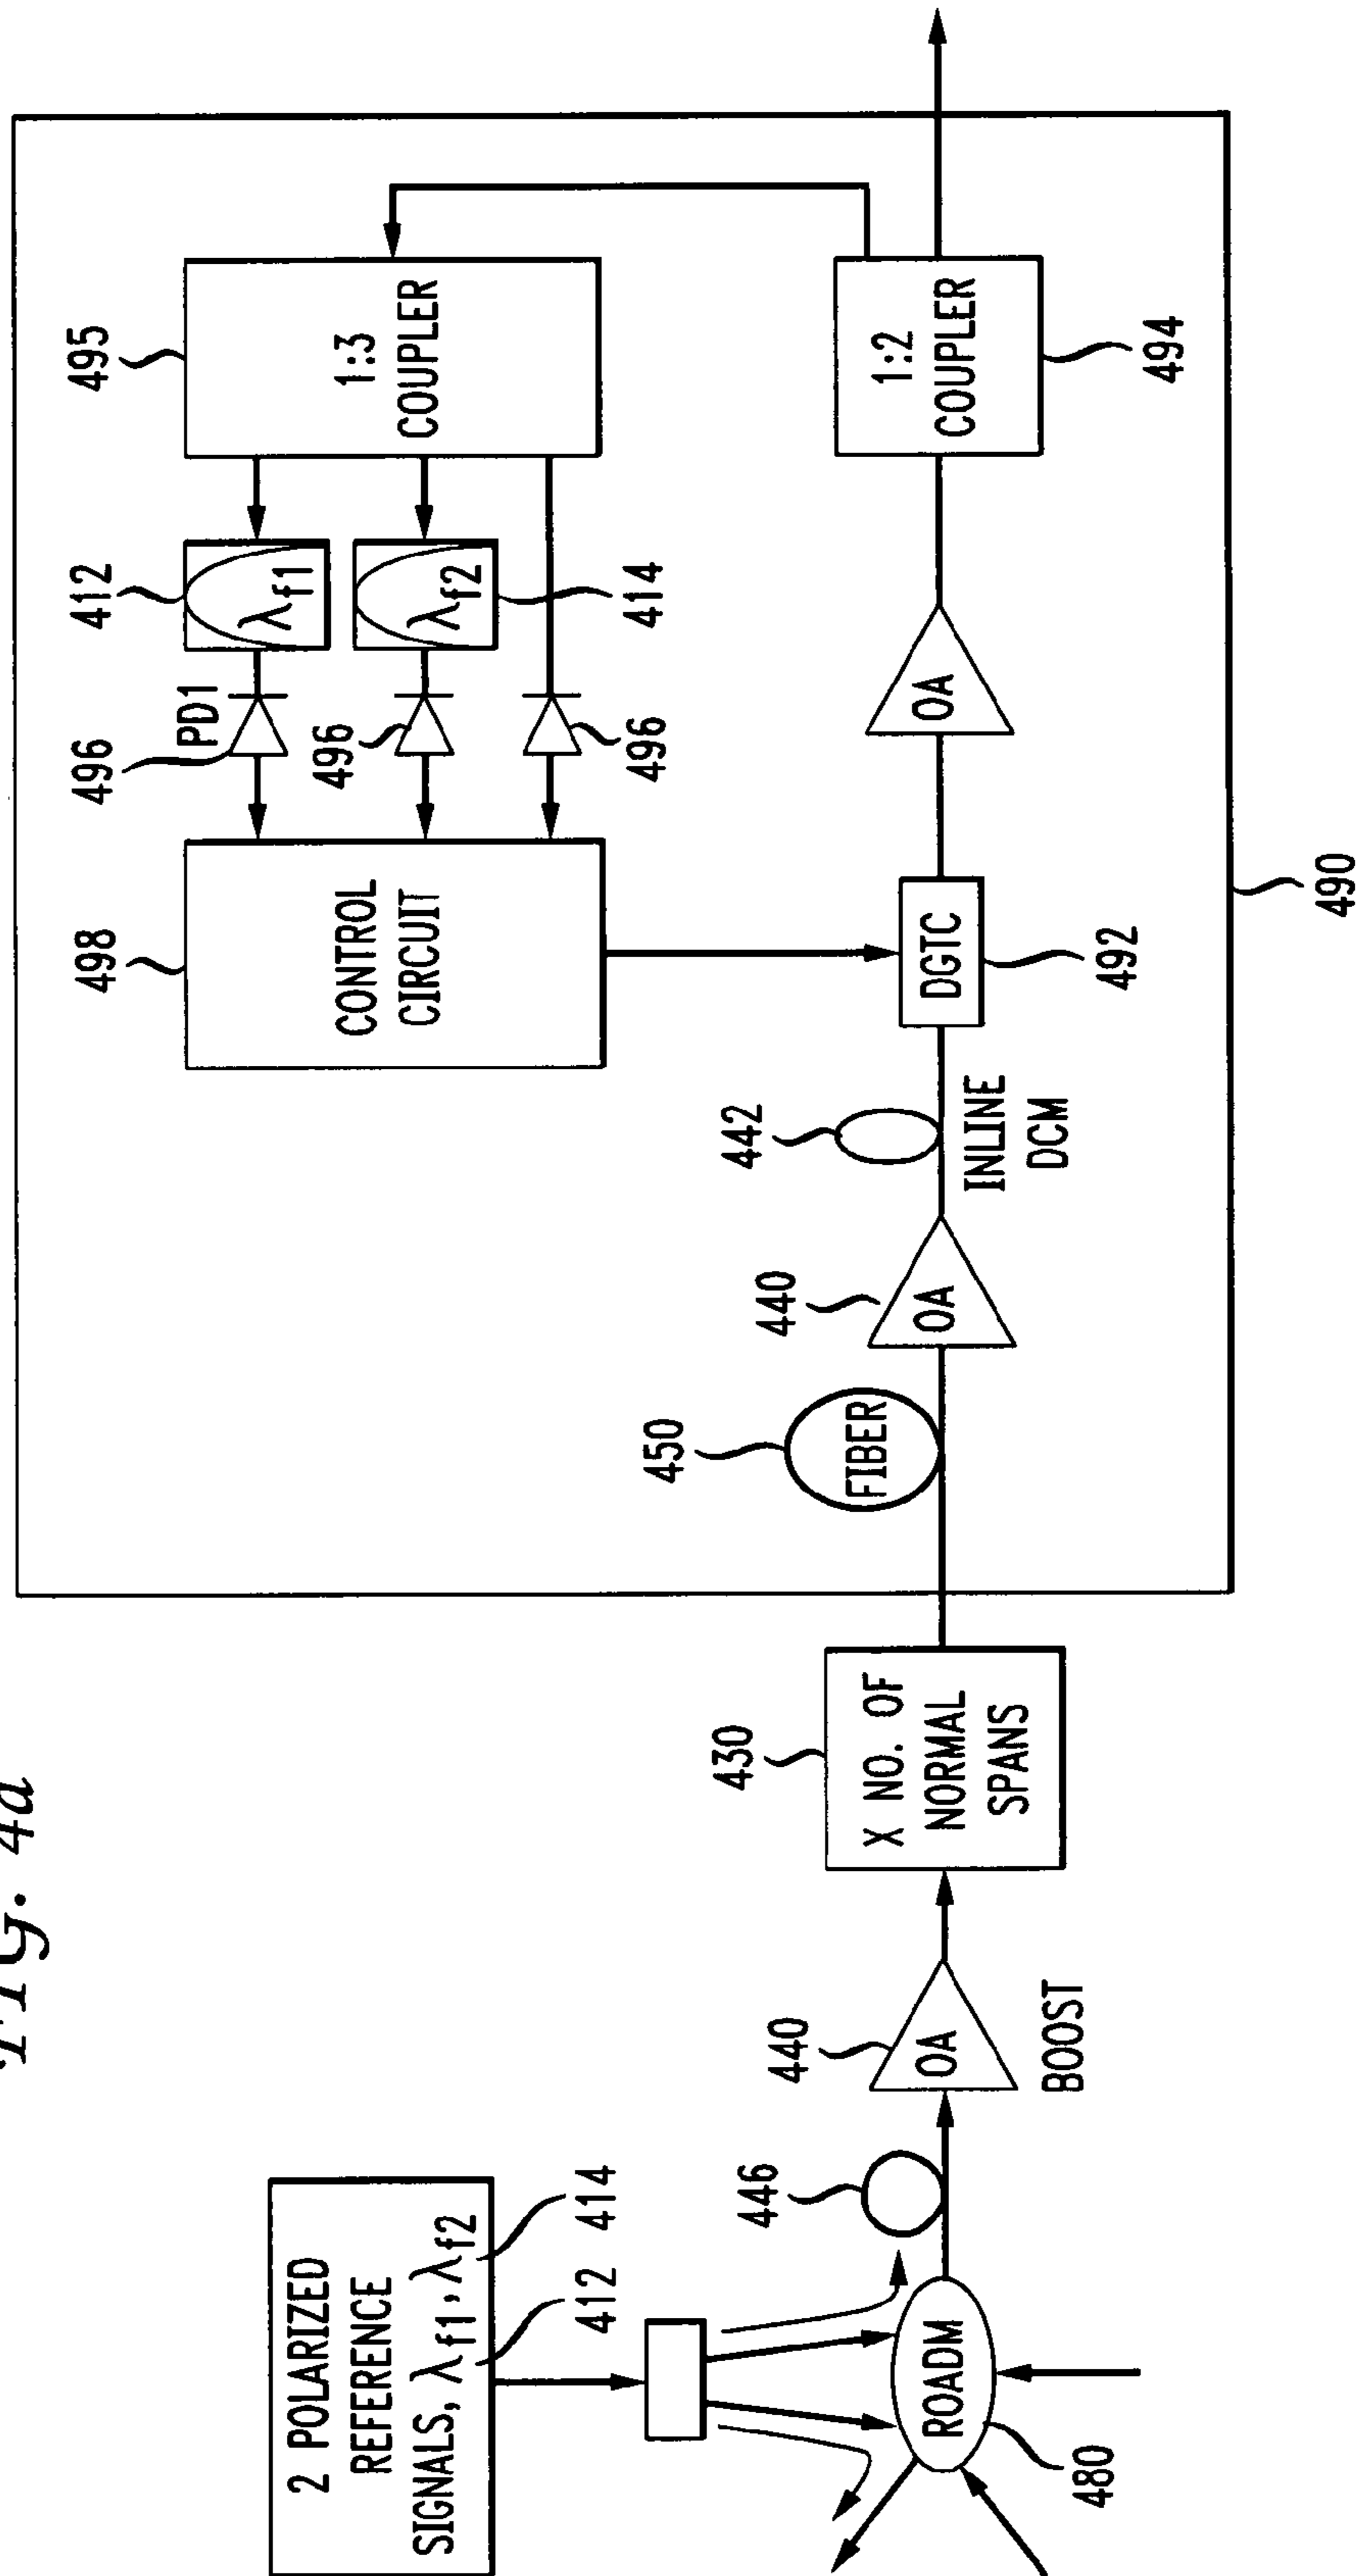 FIG. 4a
2 POLARIZED
REFERENCE
SIGNALS, λf1, λf2
412
414
ROADM
480
446
440
OA
BOOST
430
X NO. OF
NORMAL
SPANS
450
FIBER
440
OA
442
INLINE
DCM
498
CONTROL
CIRCUIT
DGTC
492
496
PD1
496
496
412
λf1
λf2
414
495
1:3
COUPLER
OA
1:2
COUPLER
494
490